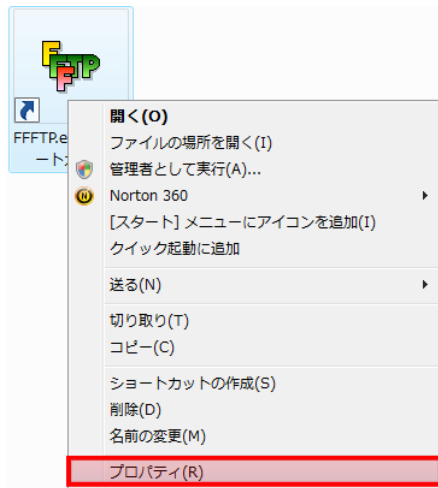 FFFTP
FFFTP.e
ート
開く(O)
ファイルの場所を開く(I)
管理者として実行(A)...
Norton 360
[スタート] メニューにアイコンを追加(I)
クイック起動に追加
送る(N)
切り取り(T)
コピー(C)
ショートカットの作成(S)
削除(D)
名前の変更(M)
プロパティ(R)